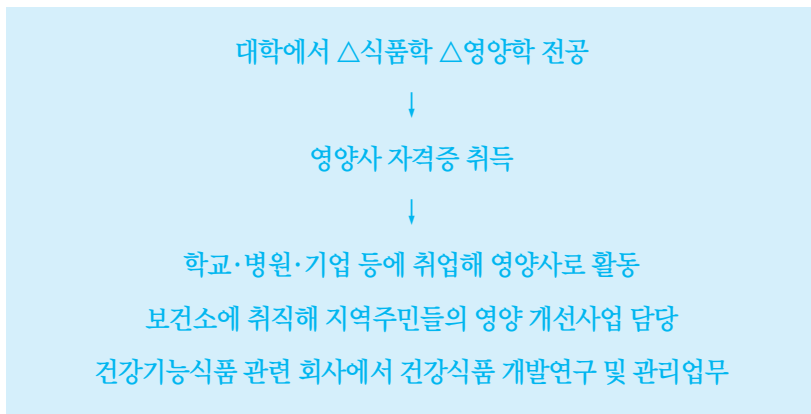 대학에서 △식품학 △영양학 전공
↓
영양사 자격증 취득
↓
학교·병원·기업 등에 취업해 영양사로 활동
보건소에 취직해 지역주민들의 영양 개선사업 담당
건강기능식품 관련 회사에서 건강식품 개발연구 및 관리업무